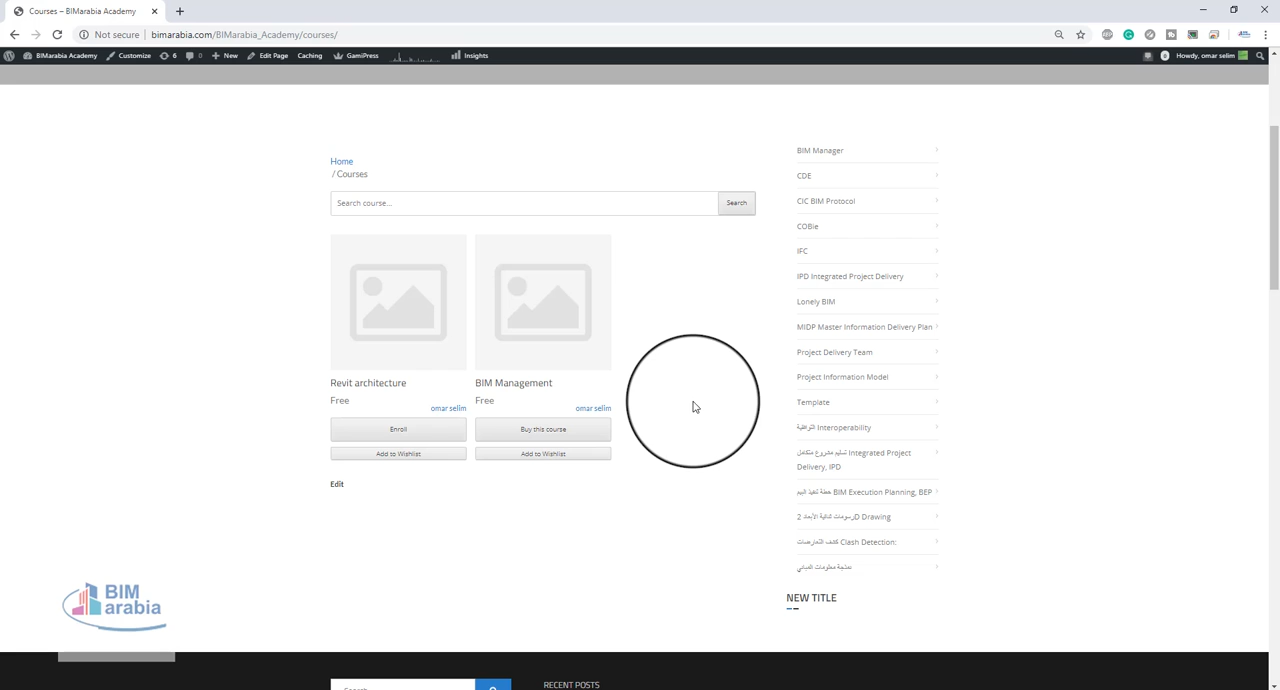 Courses – BIMarabia Academy
Not secure
bimarabia.com/BIMarabia_Academy/courses/
BIMarabia Academy
Customize
6
0
New
Edit Page
Caching
GamiPress
Insights
0
Howdy, omar selim
Home
/ Courses
Search course...
Search
Revit architecture
Free
omar selim
Enroll
Add to Wishlist
BIM Management
Free
omar selim
Buy this course
Add to Wishlist
Edit
BIM Manager
CDE
CIC BIM Protocol
COBie
IFC
IPD Integrated Project Delivery
Lonely BIM
MIDP Master Information Delivery Plan
Project Delivery Team
Project Information Model
Template
التوافقية Interoperability
تسليم مشروع متكامل Integrated Project
Delivery, IPD
خطة تنفيذ البيم BIM Execution Planning, BEP
رسومات ثنائية الأبعاد 2D Drawing
كشف التعارضات Clash Detection:
نمذجة معلومات المباني
NEW TITLE
BIM
arabia
Search
RECENT POSTS